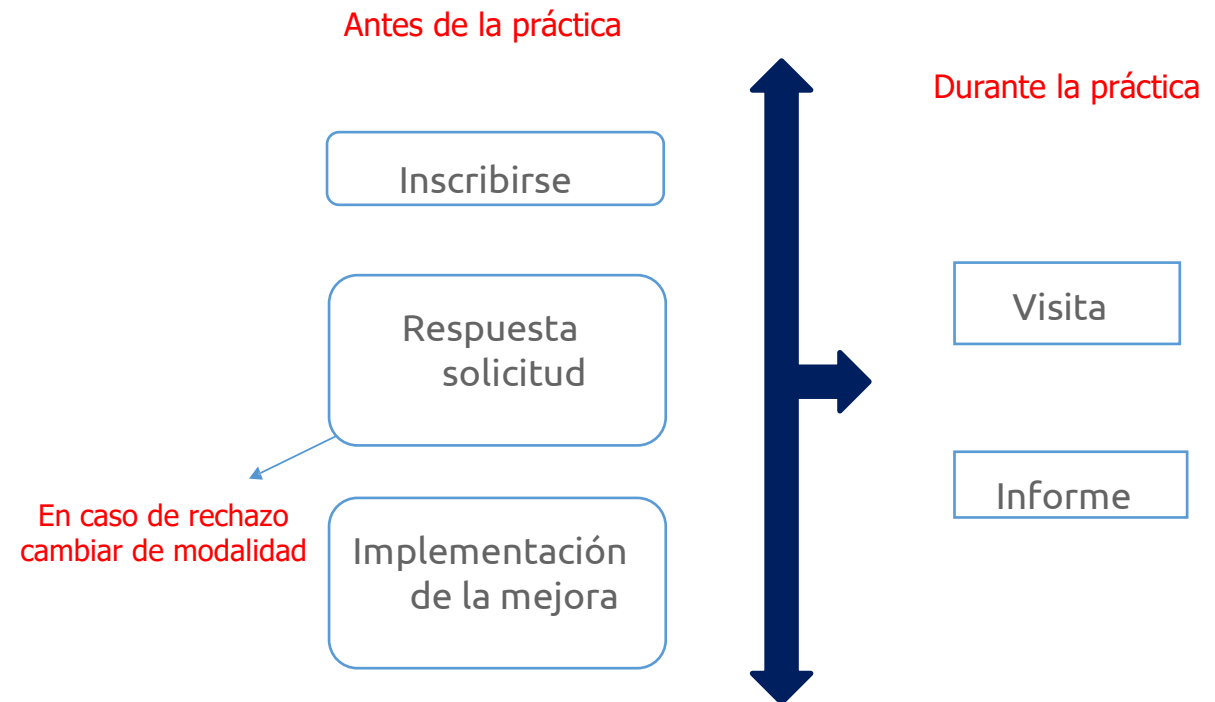 Antes de la práctica
Inscribirse
Respuesta
solicitud
En caso de rechazo
cambiar de modalidad
Implementación
de la mejora
Durante la práctica
Visita
Informe